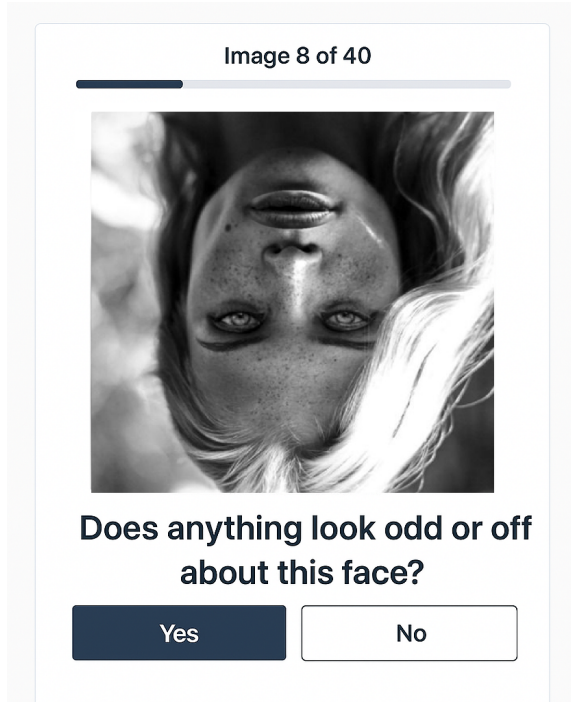 Image 8 of 40
Does anything look odd or off
about this face?
Yes
No